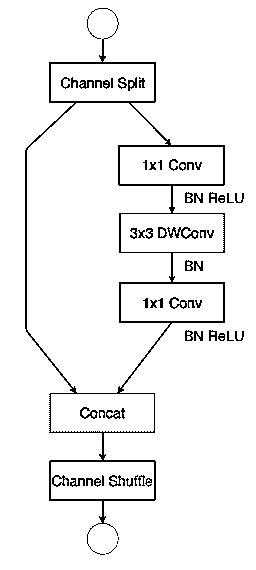 Channel Split
1x1 Conv
BN ReLU
3x3 DWConv
BN
1x1 Conv
BN ReLU
Concat
Channel Shuffle